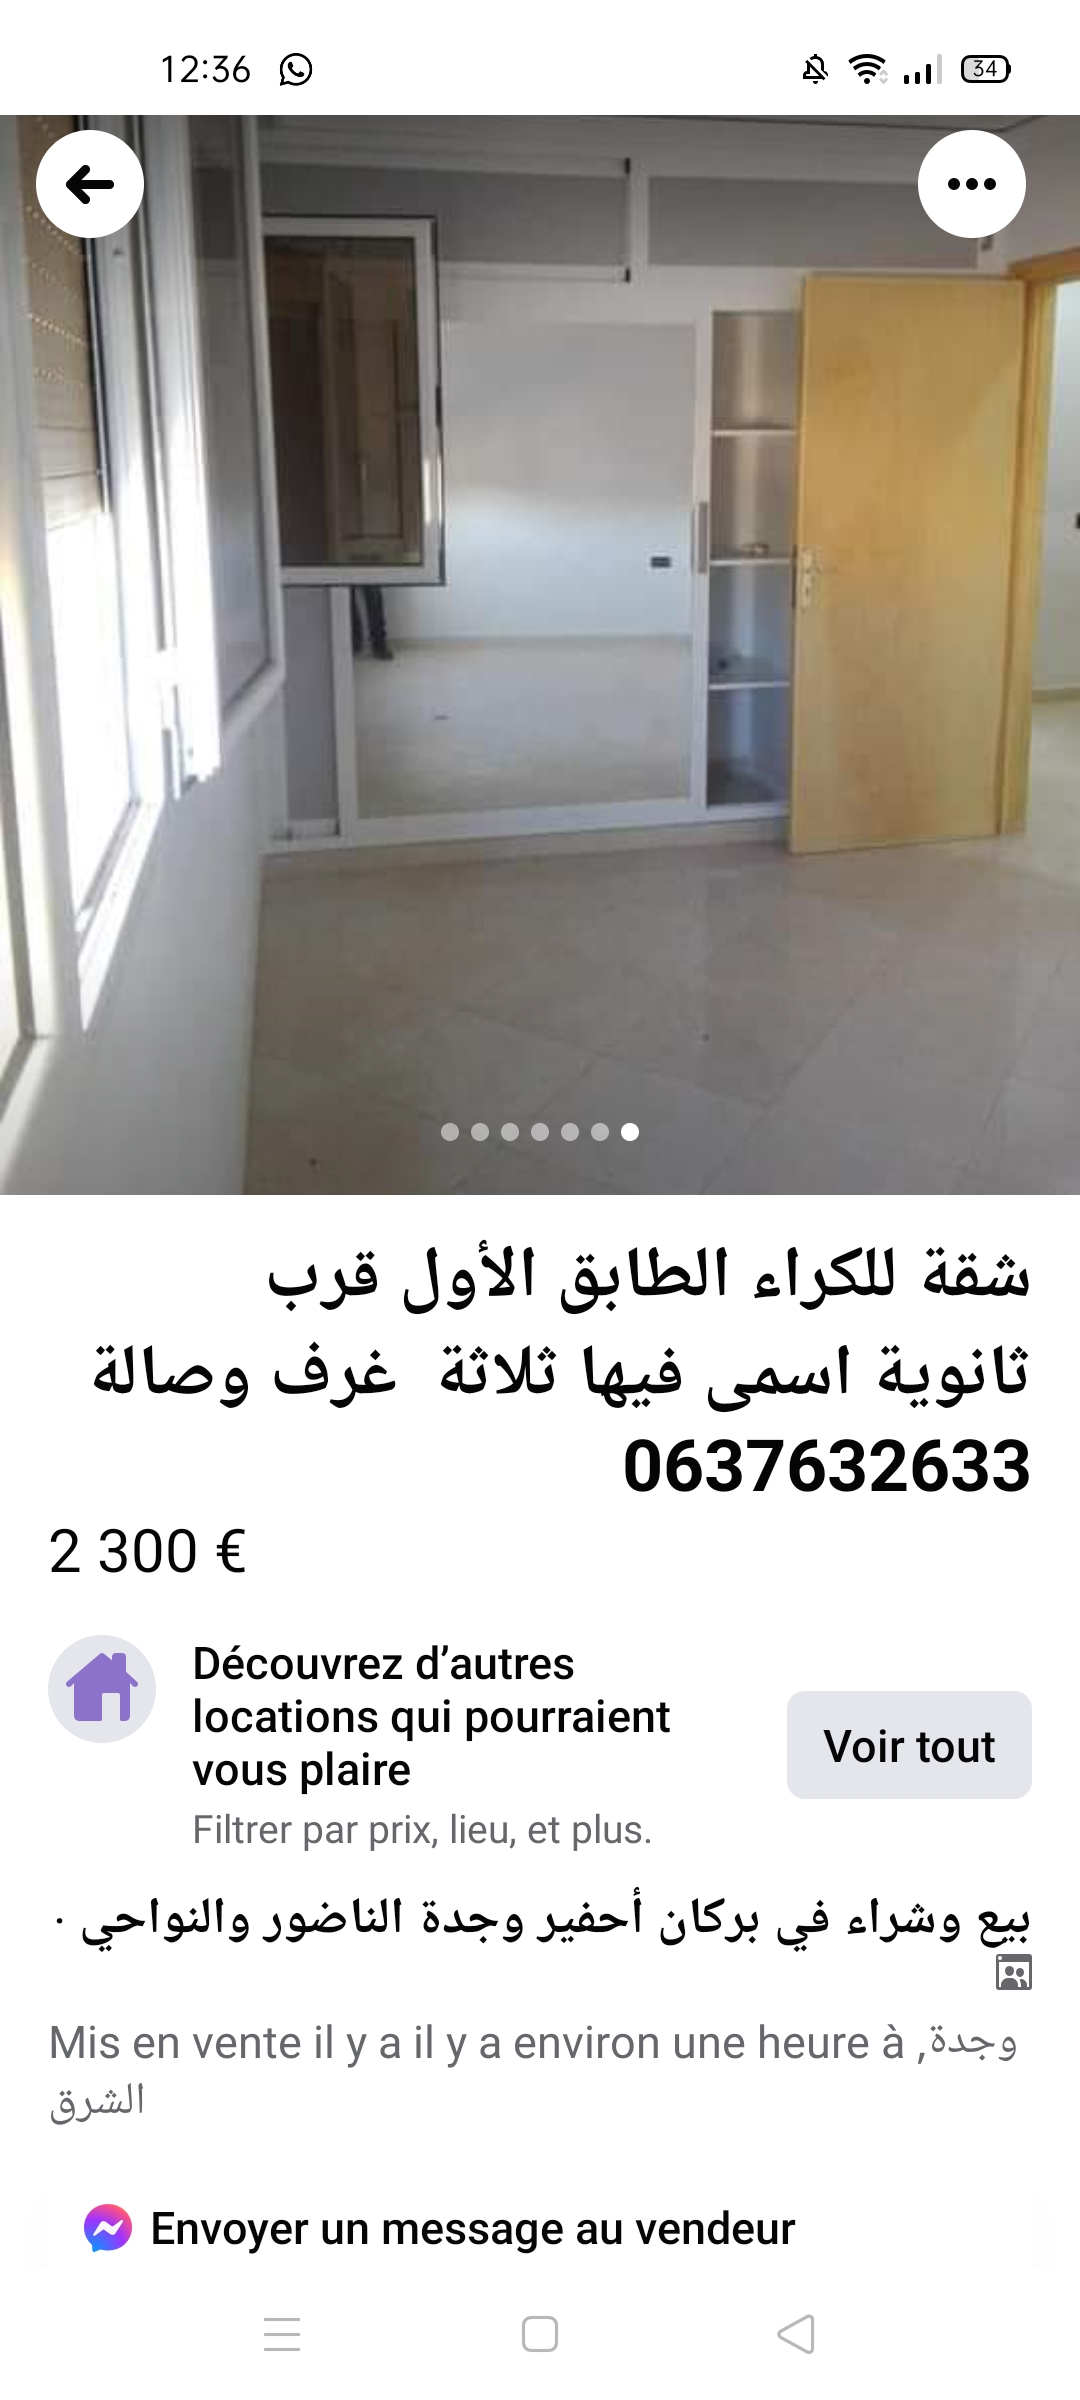 12:36
34
شقة للكراء الطابق الأول قرب
ثانوية اسمى فيها ثلاثة غرف وصالة
0637632633
2 300 €
Découvrez d’autres
locations qui pourraient
vous plaire
Voir tout
Filtrer par prix, lieu, et plus.
بيع وشراء في بركان أحفير وجدة الناضور والنواحي ·
Mis en vente il y a il y a environ une heure à وجدة,
الشرق
Envoyer un message au vendeur